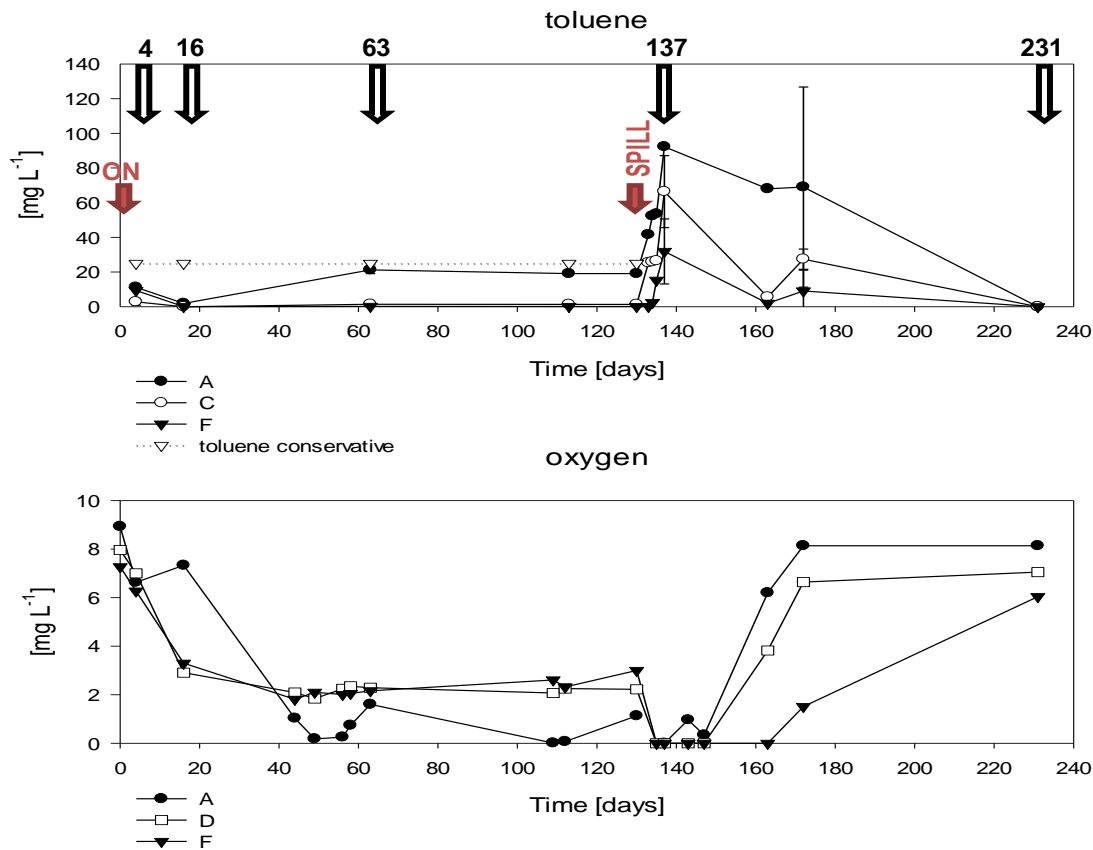 toluene
4 16 63 137 231
140
120
100
80
60
40
20
0
[mg L-1]
ON
SPILL
0 20 40 60 80 100 120 140 160 180 200 220 240
Time [days]
A
C
F
toluene conservative
oxygen
10
8
6
4
2
0
[mg L-1]
0 20 40 60 80 100 120 140 160 180 200 220 240
Time [days]
A
D
F